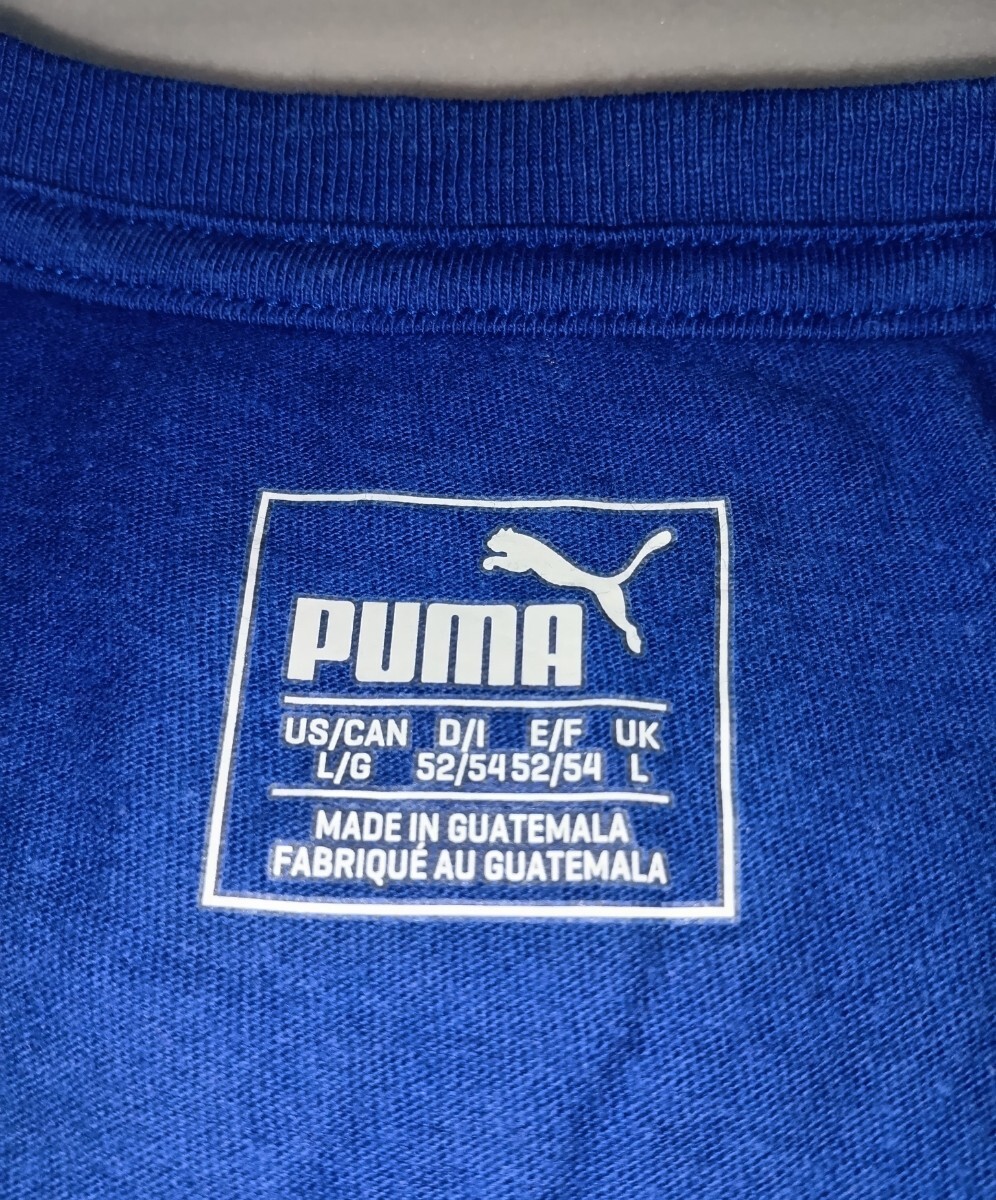 PUMA
US/CAN D/I E/F UK
L/G 52/54 52/54 L
MADE IN GUATEMALA
FABRIQUÉ AU GUATEMALA